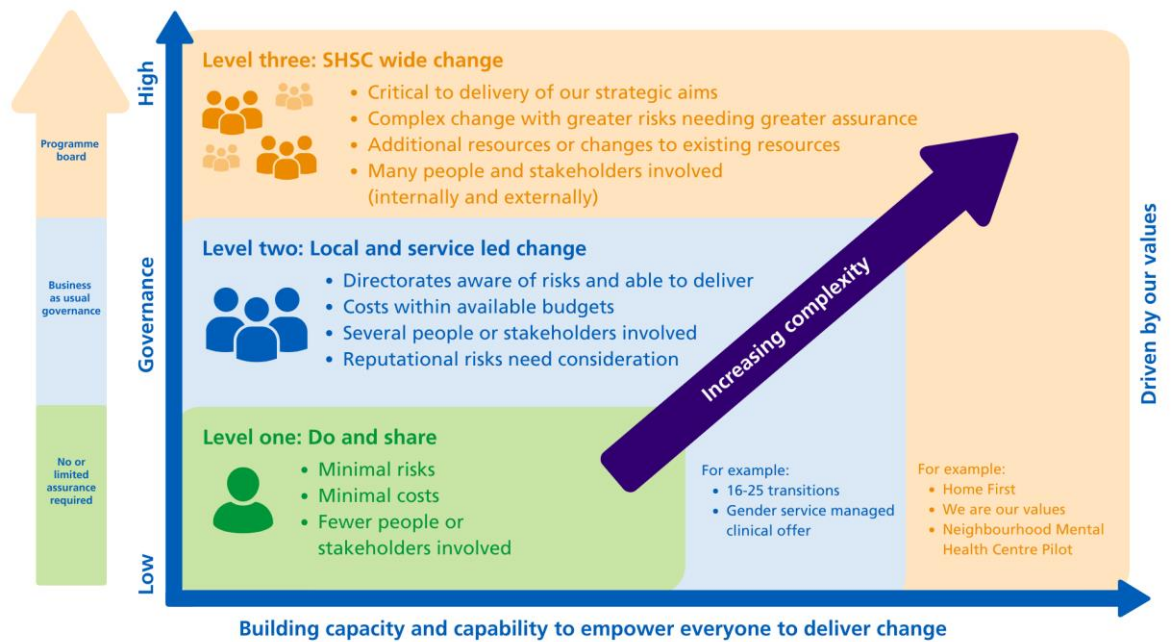 High
Governance
Low
Programme
board
Business
as usual
governance
No or
limited
assurance
required
Level three: SHSC wide change
• Critical to delivery of our strategic aims
• Complex change with greater risks needing greater assurance
• Additional resources or changes to existing resources
• Many people and stakeholders involved
(internally and externally)
Level two: Local and service led change
• Directorates aware of risks and able to deliver
• Costs within available budgets
• Several people or stakeholders involved
• Reputational risks need consideration
Level one: Do and share
• Minimal risks
• Minimal costs
• Fewer people or
stakeholders involved
Increasing complexity
For example:
• 16-25 transitions
• Gender service managed
clinical offer
For example:
• Home First
• We are our values
• Neighbourhood Mental
Health Centre Pilot
Driven by our values
Building capacity and capability to empower everyone to deliver change